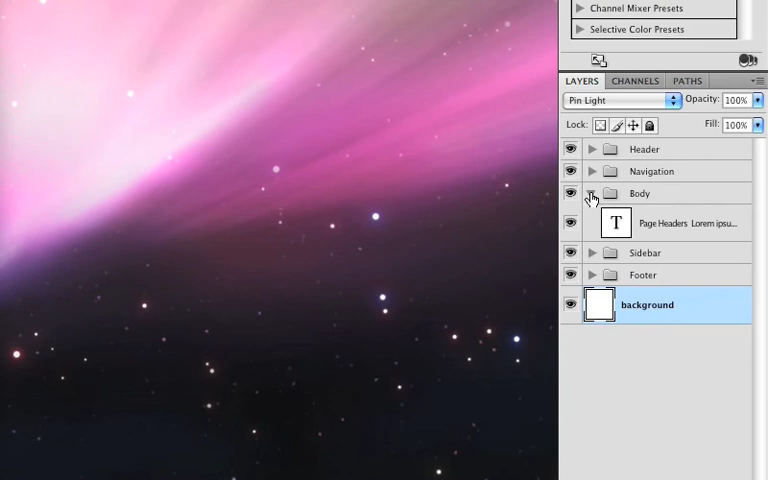 Channel Mixer Presets
Selective Color Presets
LAYERS CHANNELS PATHS
Pin Light Opacity: 100%
Lock: Fill: 100%
Header
Navigation
Body
T Page Headers Lorem ipsu...
Sidebar
Footer
background